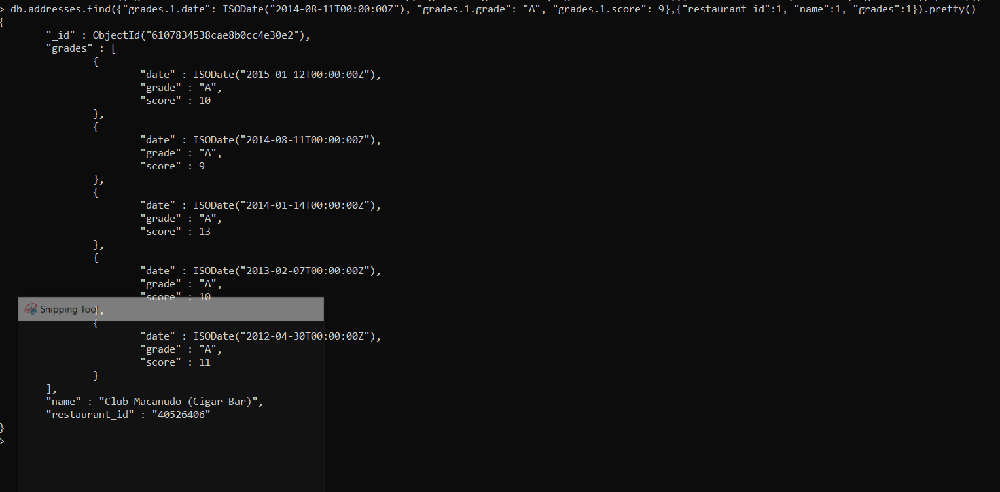 > db.addresses.find({"grades.1.date": ISODate("2014-08-11T00:00:00Z"), "grades.1.grade": "A", "grades.1.score": 9},{"restaurant_id":1, "name":1, "grades":1}).pretty()
{
"_id" : ObjectId("6107834538cae8b0cc4e30e2"),
"grades" : [
{
"date" : ISODate("2015-01-12T00:00:00Z"),
"grade" : "A",
"score" : 10
},
{
"date" : ISODate("2014-08-11T00:00:00Z"),
"grade" : "A",
"score" : 9
},
{
"date" : ISODate("2014-01-14T00:00:00Z"),
"grade" : "A",
"score" : 13
},
{
"date" : ISODate("2013-02-07T00:00:00Z"),
"grade" : "A",
"score" : 10
Snipping Tool
},
{
"date" : ISODate("2012-04-30T00:00:00Z"),
"grade" : "A",
"score" : 11
}
],
"name" : "Club Macanudo (Cigar Bar)",
"restaurant_id" : "40526406"
}
>